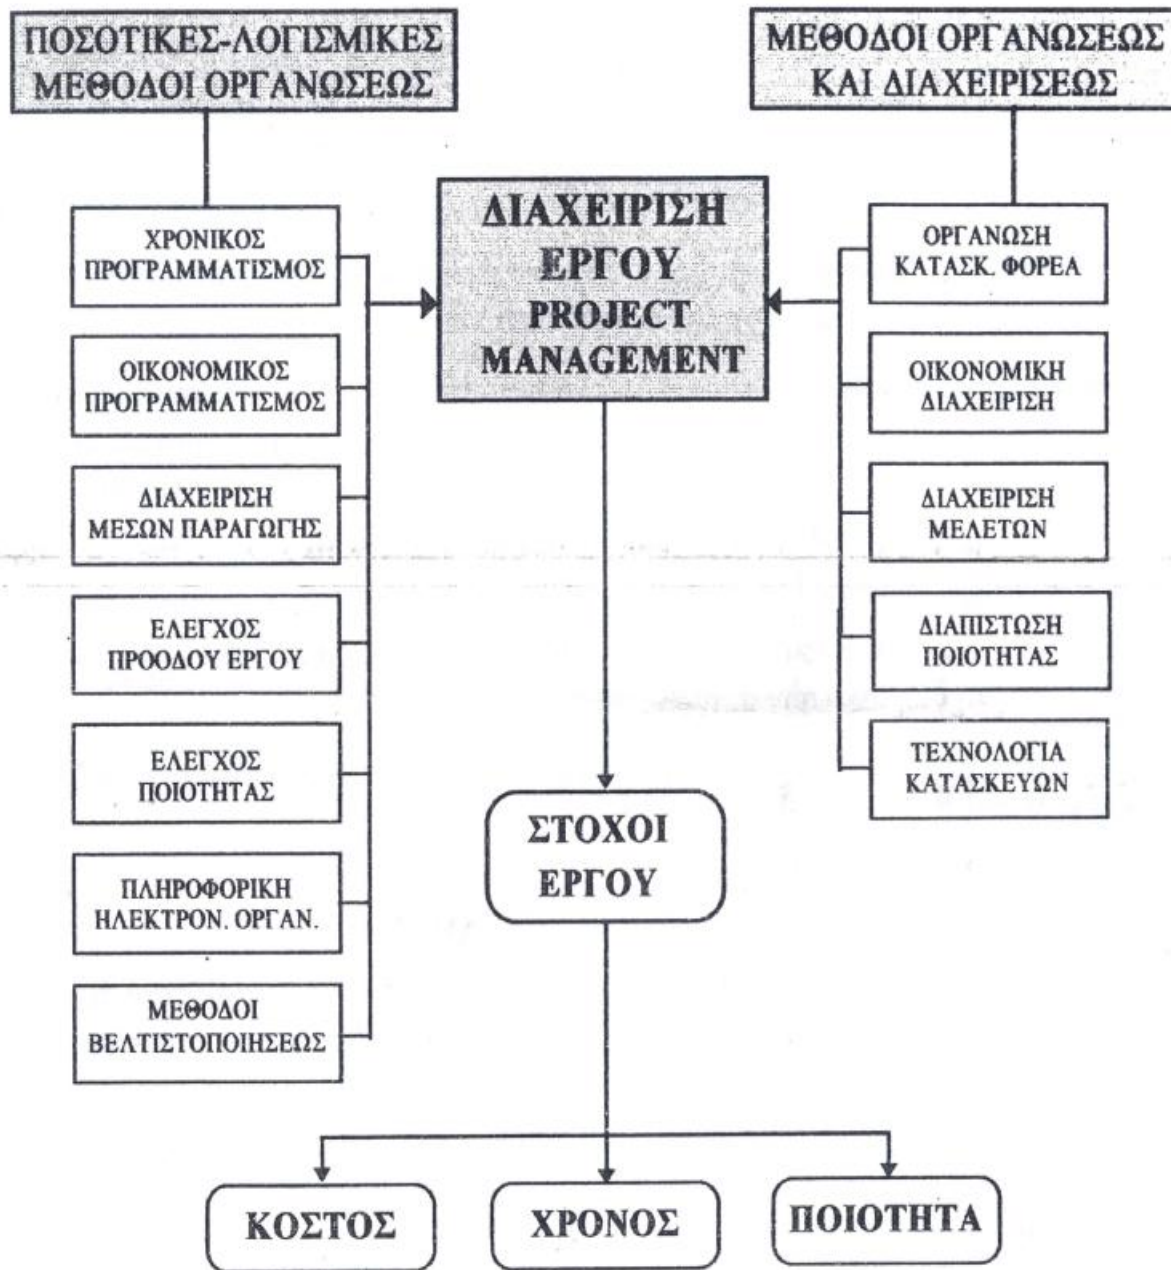 ΠΟΣΟΤΙΚΕΣ-ΛΟΓΙΣΜΙΚΕΣ
ΜΕΘΟΔΟΙ ΟΡΓΑΝΩΣΕΩΣ
ΜΕΘΟΔΟΙ ΟΡΓΑΝΩΣΕΩΣ
ΚΑΙ ΔΙΑΧΕΙΡΙΣΕΩΣ
ΔΙΑΧΕΙΡΙΣΗ
ΕΡΓΟΥ
PROJECT
MANAGEMENT
ΧΡΟΝΙΚΟΣ
ΠΡΟΓΡΑΜΜΑΤΙΣΜΟΣ
ΟΙΚΟΝΟΜΙΚΟΣ
ΠΡΟΓΡΑΜΜΑΤΙΣΜΟΣ
ΔΙΑΧΕΙΡΙΣΗ
ΜΕΣΩΝ ΠΑΡΑΓΩΓΗΣ
ΕΛΕΓΧΟΣ
ΠΡΟΟΔΟΥ ΕΡΓΟΥ
ΕΛΕΓΧΟΣ
ΠΟΙΟΤΗΤΑΣ
ΠΛΗΡΟΦΟΡΙΚΗ
ΗΛΕΚΤΡΟΝ. ΟΡΓΑΝ.
ΜΕΘΟΔΟΙ
ΒΕΛΤΙΣΤΟΠΟΙΗΣΕΩΣ
ΟΡΓΑΝΩΣΗ
ΚΑΤΑΣΚ. ΦΟΡΕΑ
ΟΙΚΟΝΟΜΙΚΗ
ΔΙΑΧΕΙΡΙΣΗ
ΔΙΑΧΕΙΡΙΣΗ
ΜΕΛΕΤΩΝ
ΔΙΑΠΙΣΤΩΣΗ
ΠΟΙΟΤΗΤΑΣ
ΤΕΧΝΟΛΟΓΙΑ
ΚΑΤΑΣΚΕΥΩΝ
ΣΤΟΧΟΙ
ΕΡΓΟΥ
ΚΟΣΤΟΣ
ΧΡΟΝΟΣ
ΠΟΙΟΤΗΤΑ